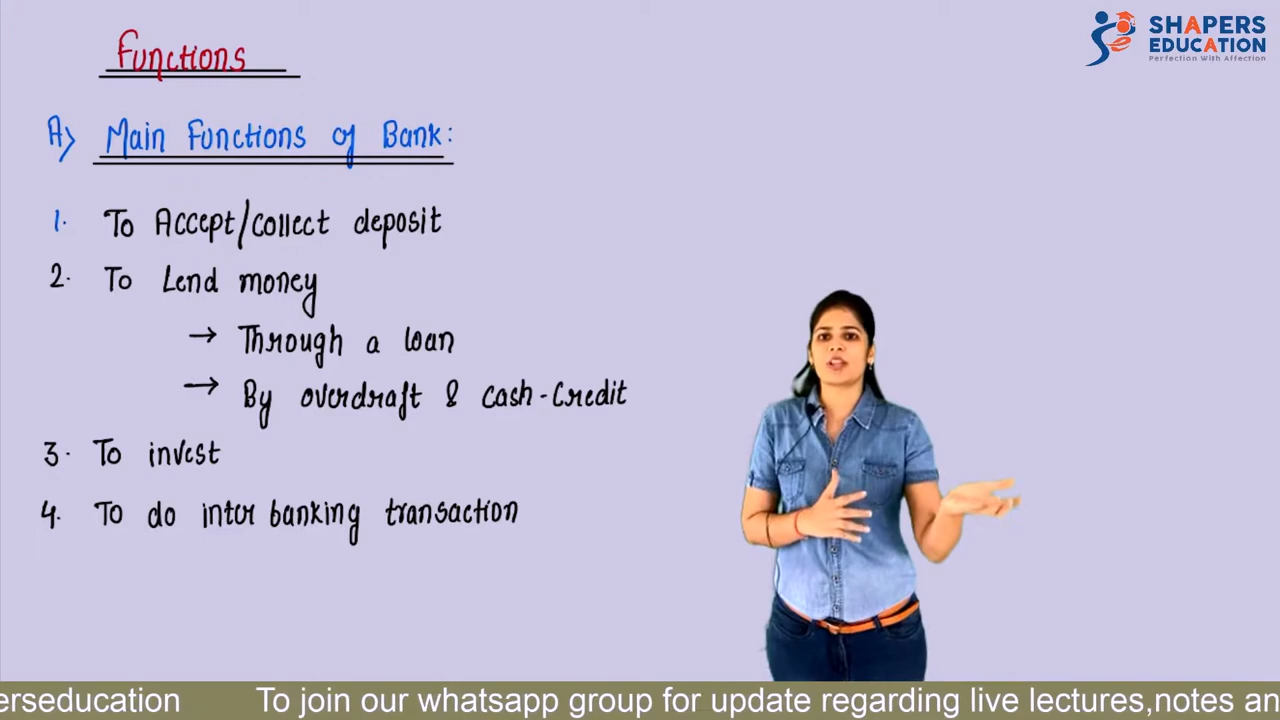 SHAPERS
EDUCATION
Perfection With Affection
Functions
A) Main Functions of Bank:
1. To Accept/collect deposit
2. To Lend money
→ Through a loan
→ By overdraft & cash-credit
3. To invest
4. To do inter banking transaction
erseducation To join our whatsapp group for update regarding live lectures,notes an